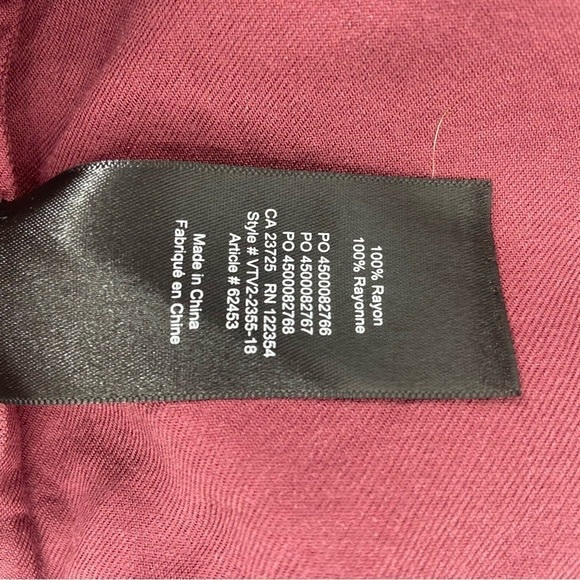 100% Rayon
100% Rayonne
PO 4500082766
PO 4500082767
PO 4500082768
CA 23725 RN 122354
Style # VTV2-2355-18
Article # 62453
Made in China
Fabriqué en Chine